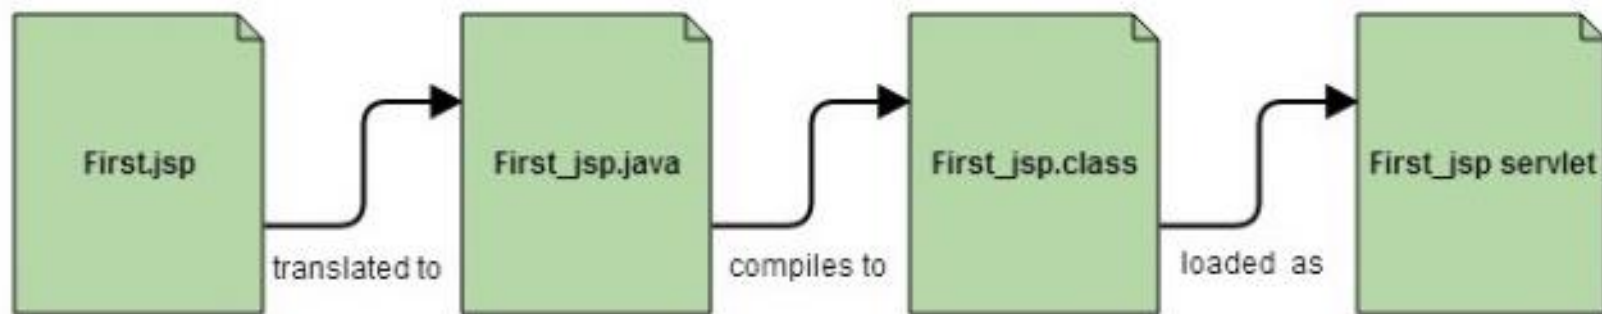 First.jsp
translated to
First_jsp.java
compiles to
First_jsp.class
loaded as
First_jsp servlet